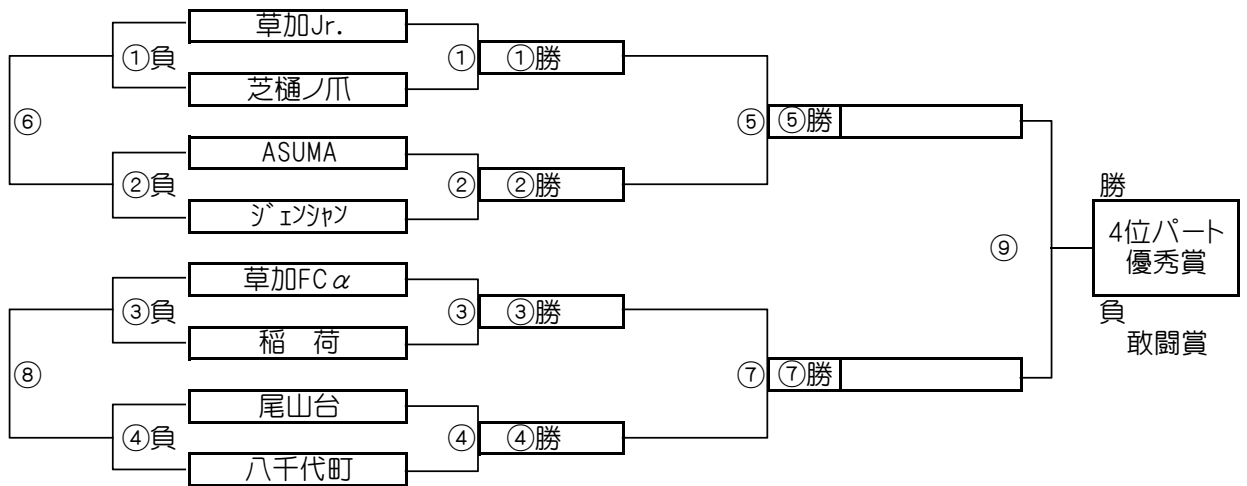 草加Jr.
①負 ① ①勝
芝樋ノ爪
⑥ ⑤ ⑤勝
ASUMA
②負 ② ②勝
ｼﾞｪﾝｼｬﾝ
勝
⑨ 4位パート
優秀賞
草加FCα
③負 ③ ③勝
負
稲　荷
敢闘賞
⑧ ⑦ ⑦勝
尾山台
④負 ④ ④勝
八千代町